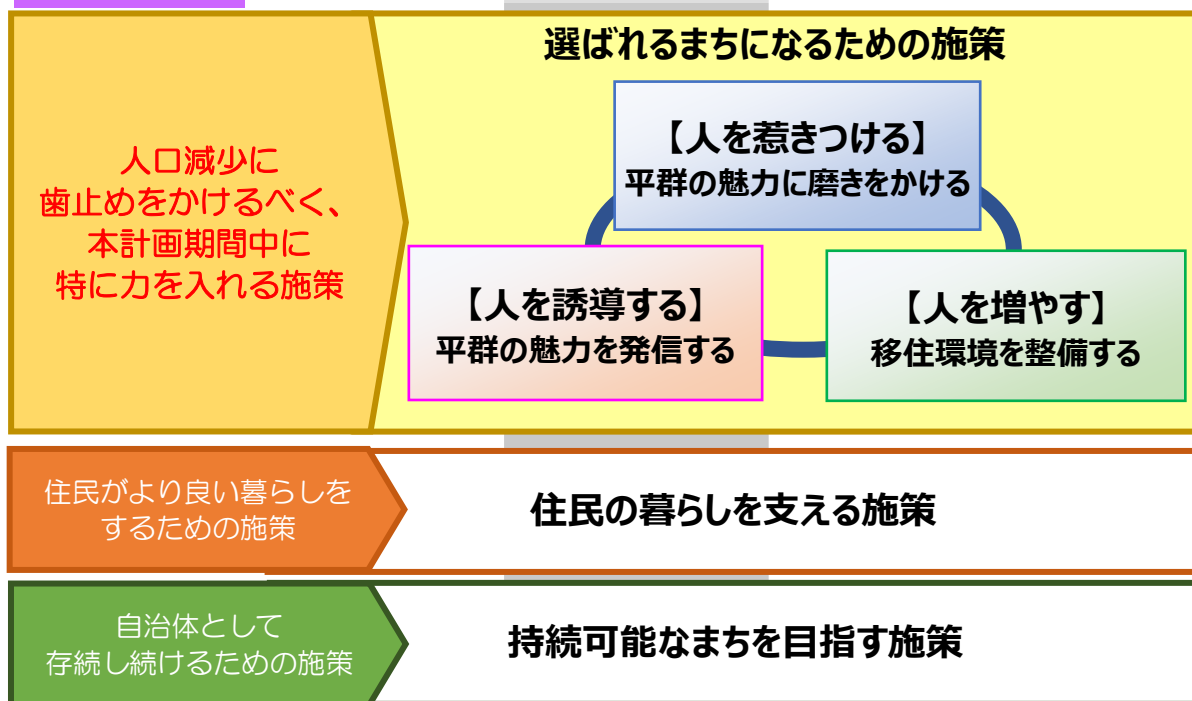 選ばれるまちになるための施策
人口減少に
歯止めをかけるべく、
本計画期間中に
特に力を入れる施策
【人を惹きつける】
平群の魅力に磨きをかける
【人を誘導する】
平群の魅力を発信する
【人を増やす】
移住環境を整備する
住民がより良い暮らしを
するための施策
住民の暮らしを支える施策
自治体として
存続し続けるための施策
持続可能なまちを目指す施策